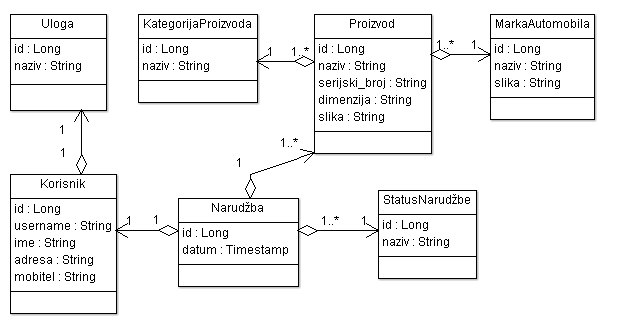 Uloga
id : Long
naziv : String
KategorijaProizvoda
id : Long
naziv : String
Proizvod
id : Long
naziv : String
serijski_broj : String
dimenzija : String
slika : String
MarkaAutomobila
id : Long
naziv : String
slika : String
1
1..*
1..*
1
1
1
1
1..*
Korisnik
id : Long
username : String
ime : String
adresa : String
mobitel : String
1
1
Narudžba
id : Long
datum : Timestamp
1..*
1
StatusNarudžbe
id : Long
naziv : String